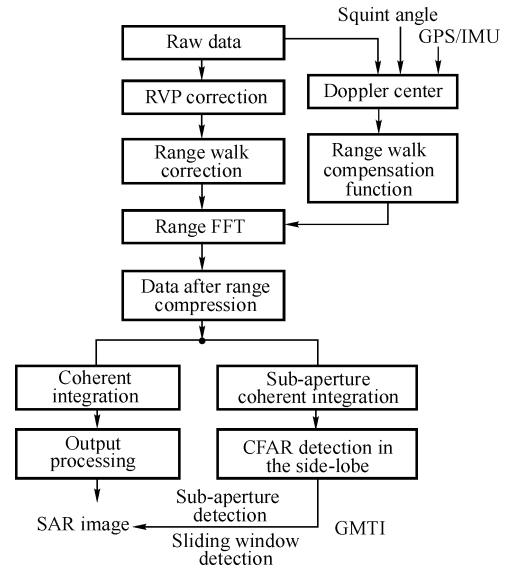 Squint angle
GPS/IMU
Raw data
RVP correction
Doppler center
Range walk
correction
Range walk
compensation
function
Range FFT
Data after range
compression
Coherent
integration
Sub-aperture
coherent integration
Output
processing
CFAR detection in
the side-lobe
Sub-aperture
detection
SAR image
GMTI
Sliding window
detection